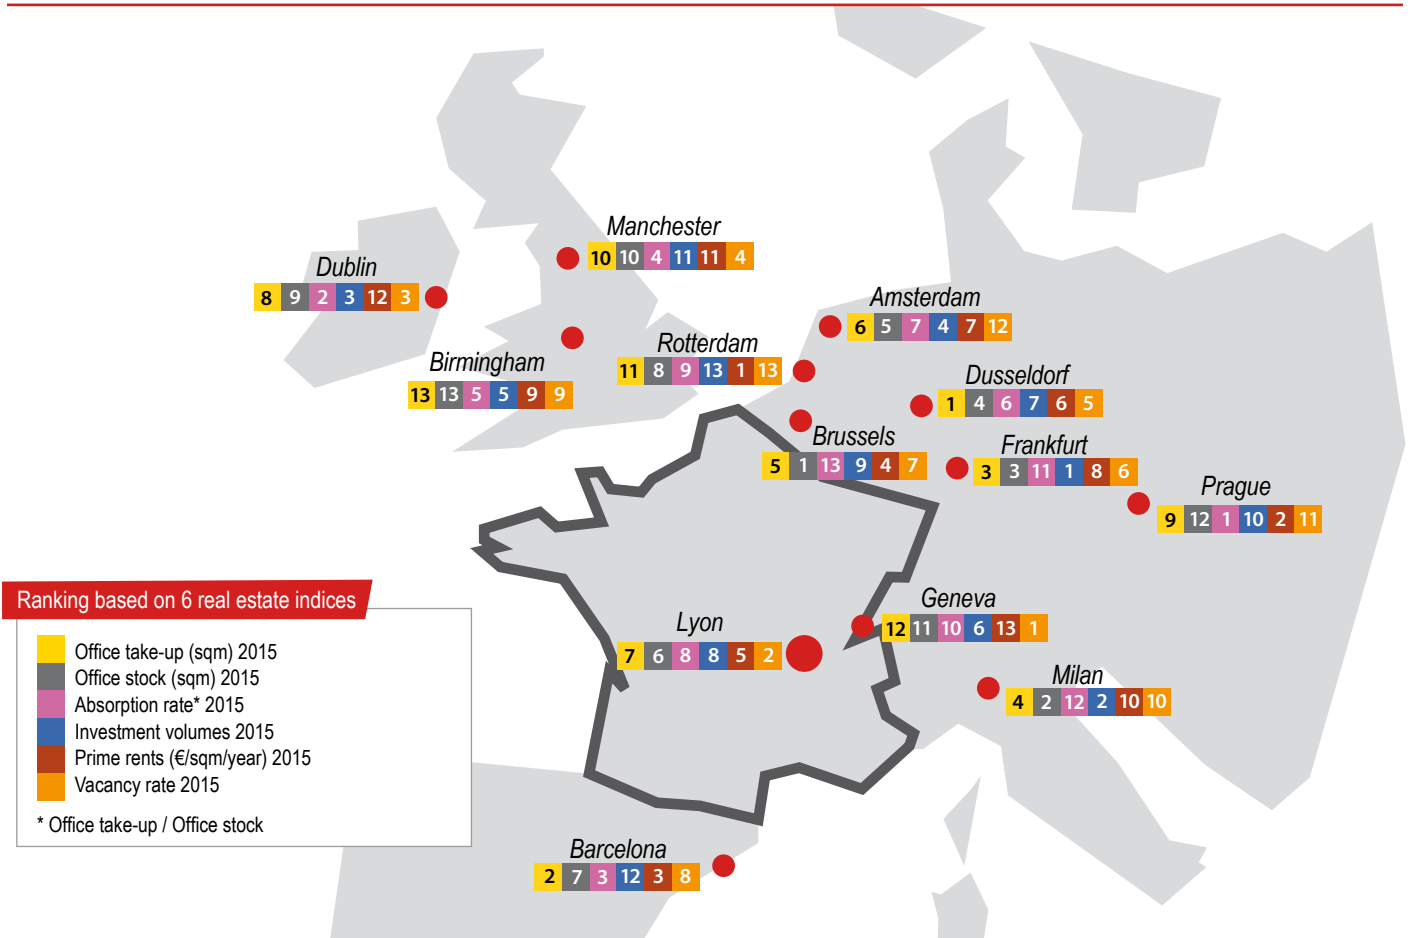 Manchester
10 10 4 11 11 4
Dublin
8 9 2 3 12 3
Amsterdam
6 5 7 4 7 12
Rotterdam
11 8 9 13 1 13
Birmingham
13 13 5 5 9 9
Dusseldorf
1 4 6 7 6 5
Brussels
5 1 13 9 4 7
Frankfurt
3 3 11 1 8 6
Prague
9 12 1 10 2 11
Geneva
12 11 10 6 13 1
Lyon
7 6 8 8 5 2
Milan
4 2 12 2 10 10
Barcelona
2 7 3 12 3 8
Ranking based on 6 real estate indices
Office take-up (sqm) 2015
Office stock (sqm) 2015
Absorption rate* 2015
Investment volumes 2015
Prime rents (€/sqm/year) 2015
Vacancy rate 2015
* Office take-up / Office stock